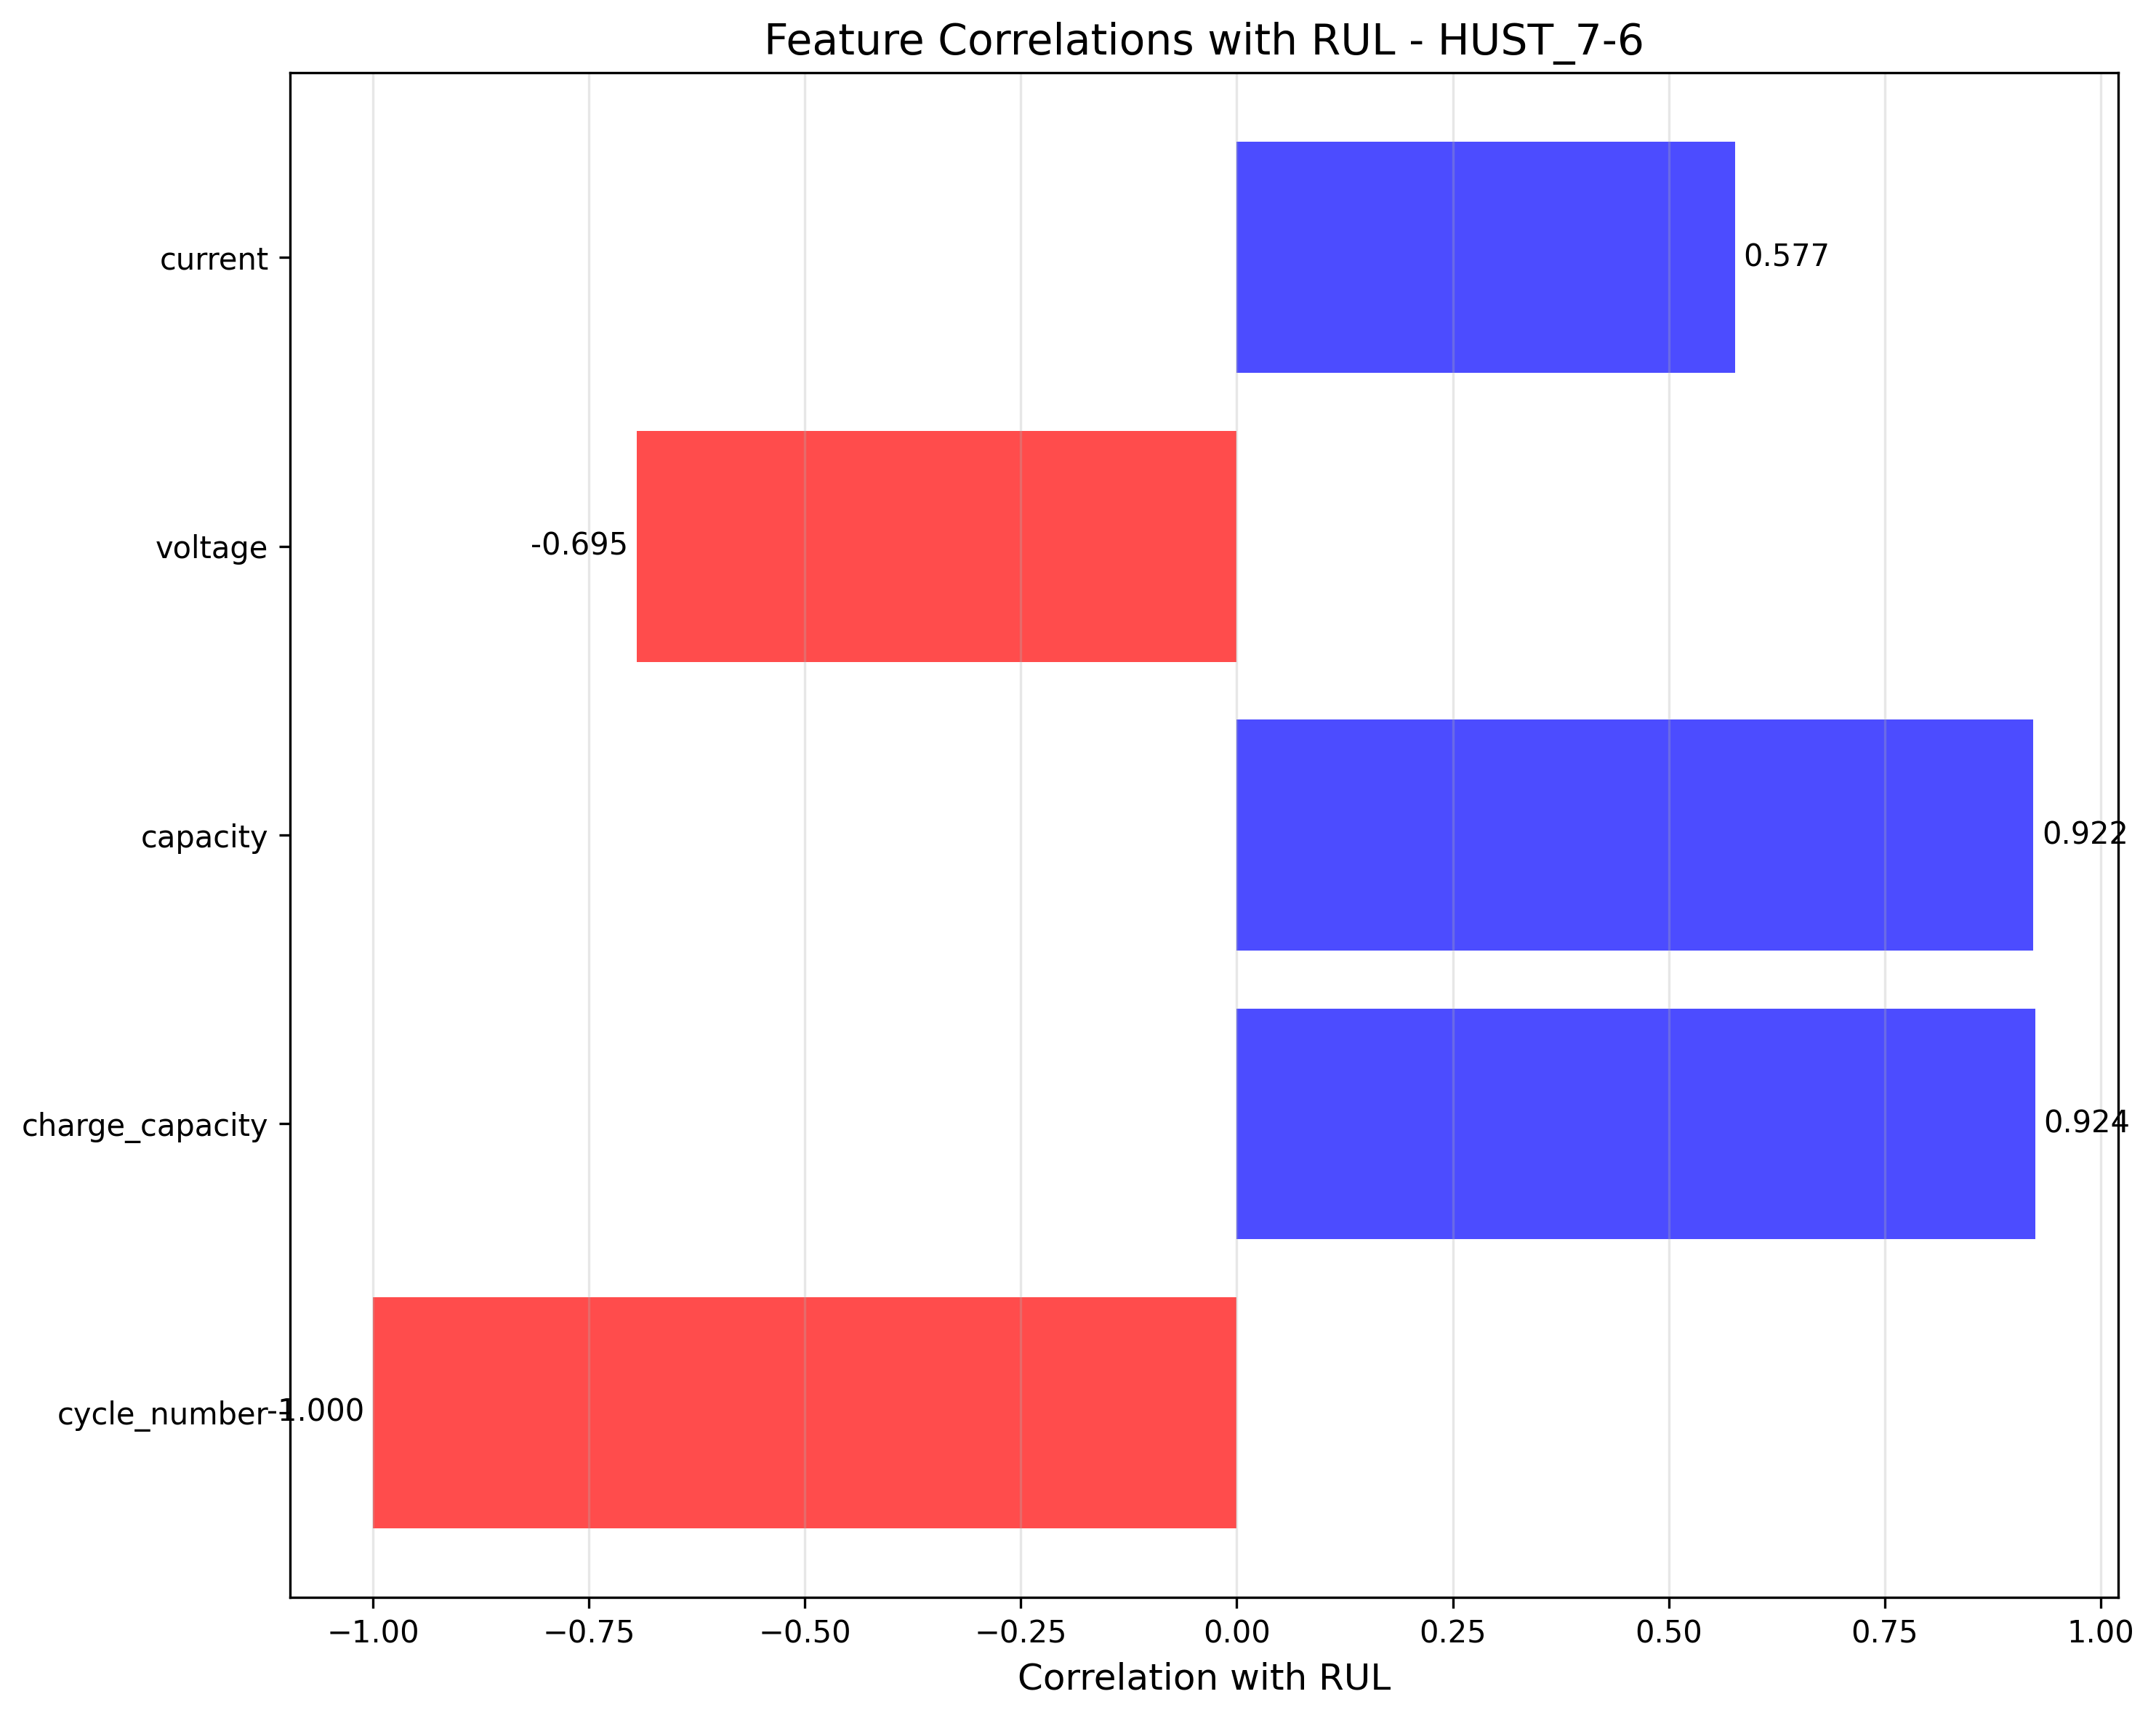 Feature Correlations with RUL - HUST_7-6
current
0.577
voltage
-0.695
capacity
0.922
charge_capacity
0.924
cycle_number
-1.000
−1.00
−0.75
−0.50
−0.25
0.00
0.25
0.50
0.75
1.00
Correlation with RUL